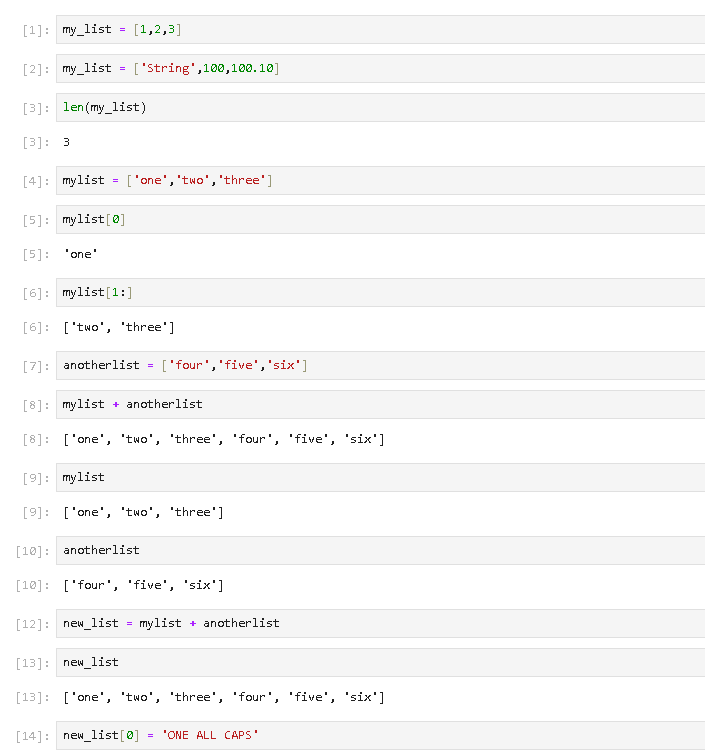 [1]: my_list = [1,2,3]
[2]: my_list = ['String',100,100.10]
[3]: len(my_list)
[3]: 3
[4]: mylist = ['one','two','three']
[5]: mylist[0]
[5]: 'one'
[6]: mylist[1:]
[6]: ['two', 'three']
[7]: anotherlist = ['four','five','six']
[8]: mylist + anotherlist
[8]: ['one', 'two', 'three', 'four', 'five', 'six']
[9]: mylist
[9]: ['one', 'two', 'three']
[10]: anotherlist
[10]: ['four', 'five', 'six']
[12]: new_list = mylist + anotherlist
[13]: new_list
[13]: ['one', 'two', 'three', 'four', 'five', 'six']
[14]: new_list[0] = 'ONE ALL CAPS'